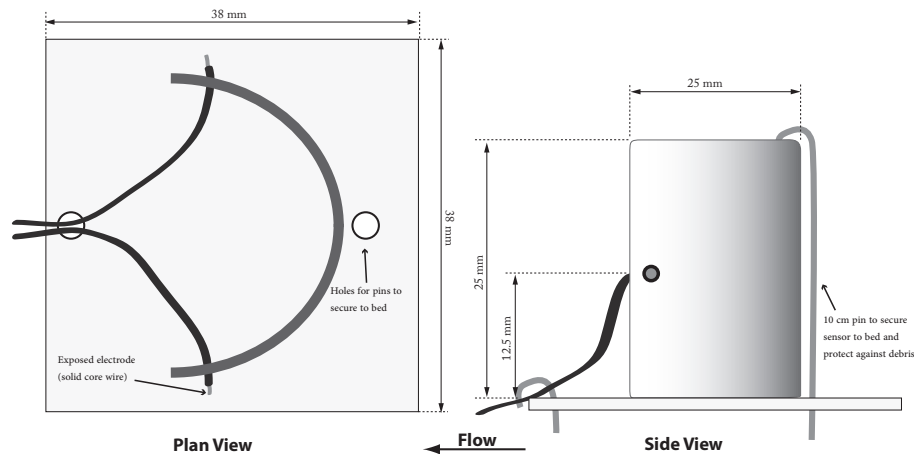 38 mm
25 mm
38 mm
25 mm
12.5 mm
Holes for pins to
secure to bed
10 cm pin to secure
sensor to bed and
protect against debris
Exposed electrode
(solid core wire)
Plan View
Flow
Side View